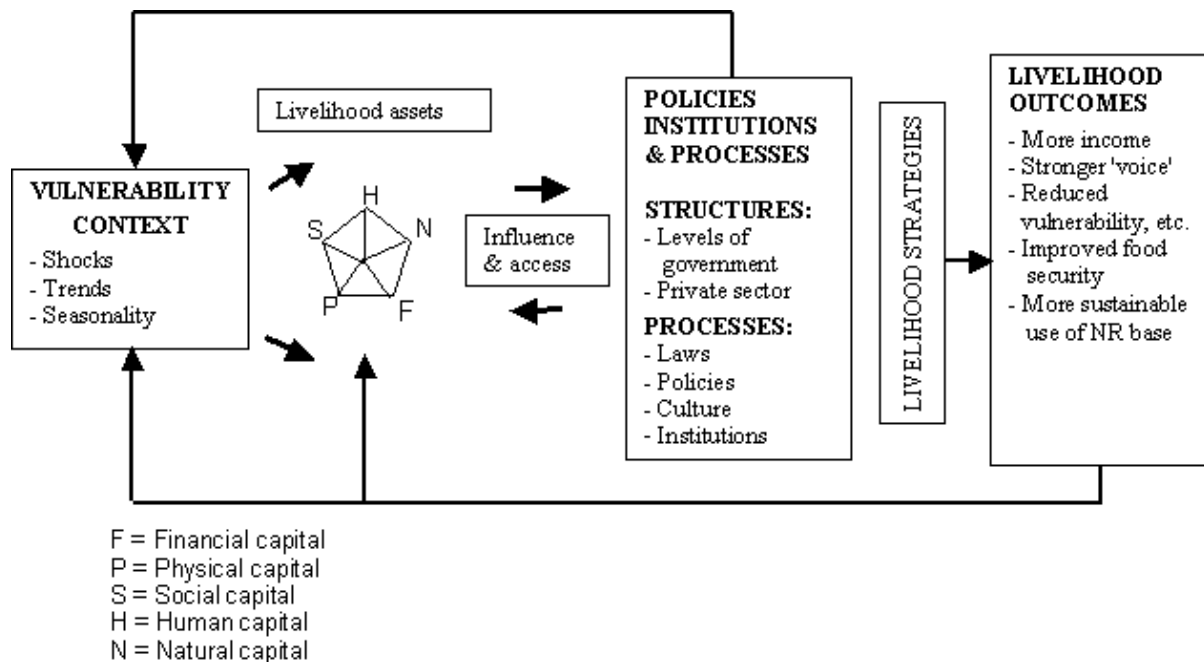 Livelihood assets
VULNERABILITY
CONTEXT
- Shocks
- Trends
- Seasonality
H
S
N
P
F
Influence
& access
POLICIES
INSTITUTIONS
& PROCESSES
STRUCTURES:
- Levels of
government
- Private sector
PROCESSES:
- Laws
- Policies
- Culture
- Institutions
LIVELIHOOD STRATEGIES
LIVELIHOOD
OUTCOMES
- More income
- Stronger 'voice'
- Reduced
vulnerability, etc.
- Improved food
security
- More sustainable
use of NR base
F = Financial capital
P = Physical capital
S = Social capital
H = Human capital
N = Natural capital